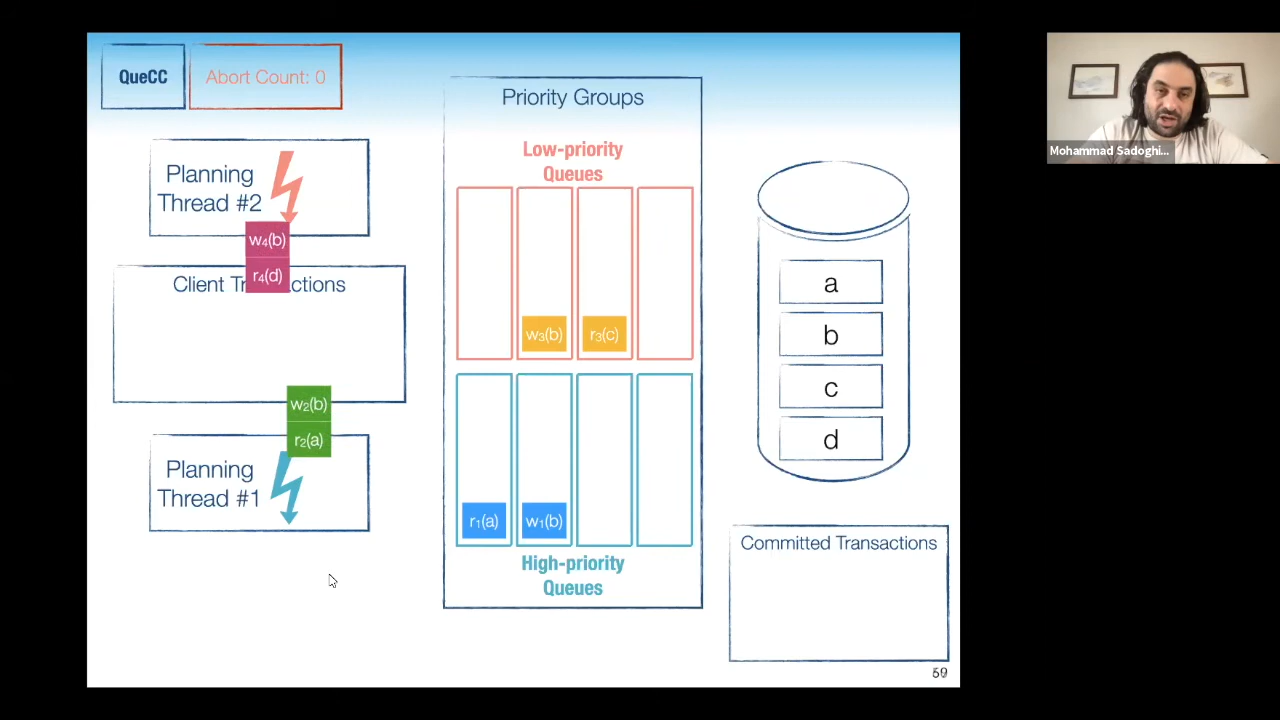 QueCC
Abort Count: 0
Planning
Thread #2
w4(b)
r4(d)
Client Tr
ctions
w2(b)
r2(a)
Planning
Thread #1
Priority Groups
Low-priority
Queues
w3(b)
r3(c)
r1(a)
w1(b)
High-priority
Queues
a
b
c
d
Committed Transactions
59
Mohammad Sadoghi...